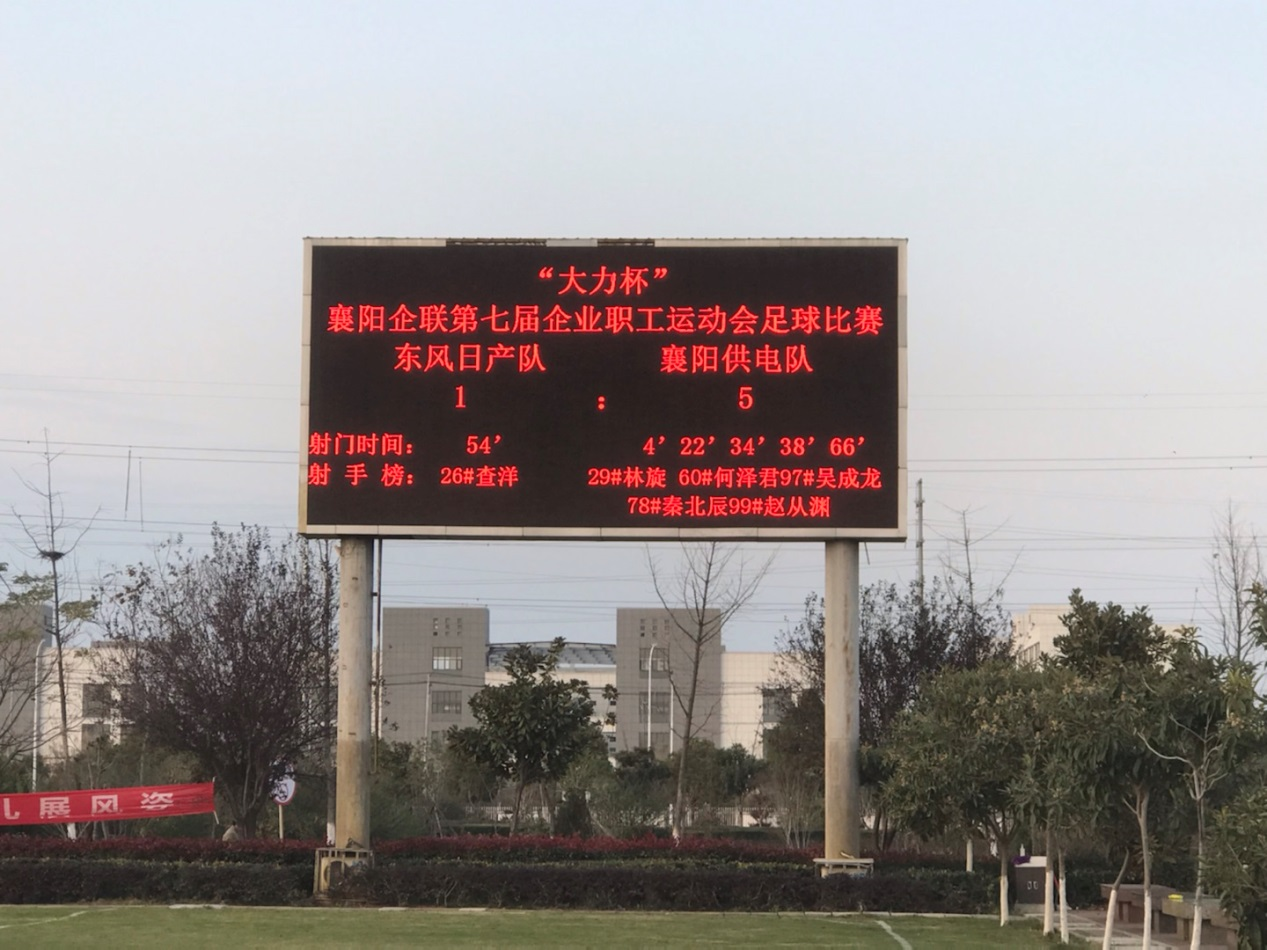 “大力杯”
襄阳企联第七届企业职工运动会足球比赛
东风日产队 襄阳供电队
1 : 5
射门时间： 54’ 4’ 22’ 34’ 38’ 66’
射 手 榜： 26#查洋 29#林旋 60#何泽君97#吴成龙
78#秦北辰99#赵从渊
儿展风姿